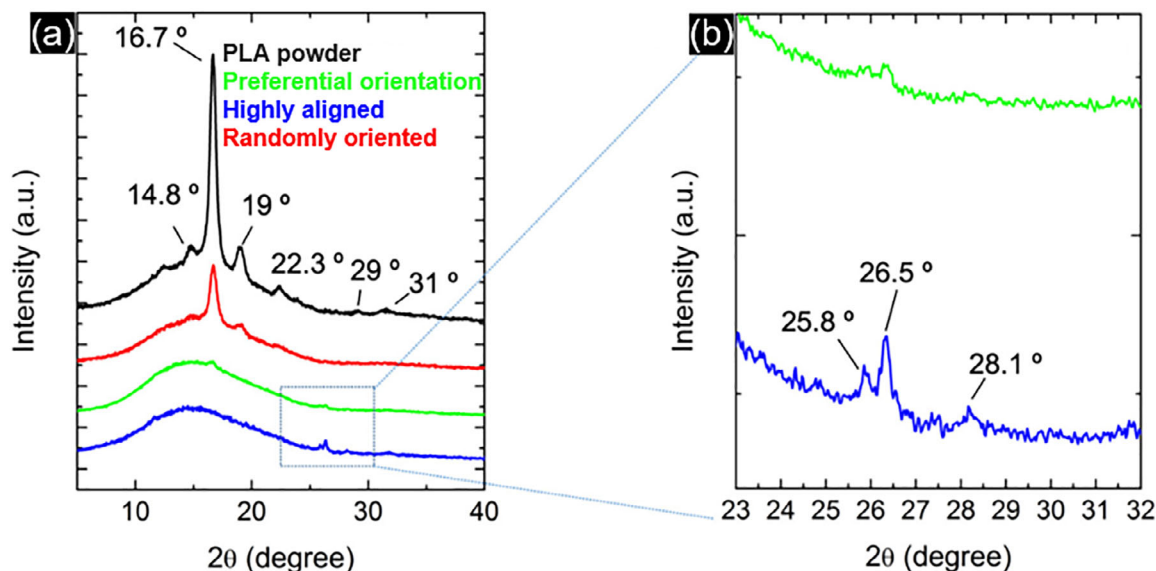 (a)
16.7 º
PLA powder
Preferential orientation
Highly aligned
Randomly oriented
14.8 º
19 º
22.3 º
29 º
31 º
Intensity (a.u.)
10 20 30 40
2θ (degree)
(b)
26.5 º
25.8 º
28.1 º
Intensity (a.u.)
23 24 25 26 27 28 29 30 31 32
2θ (degree)